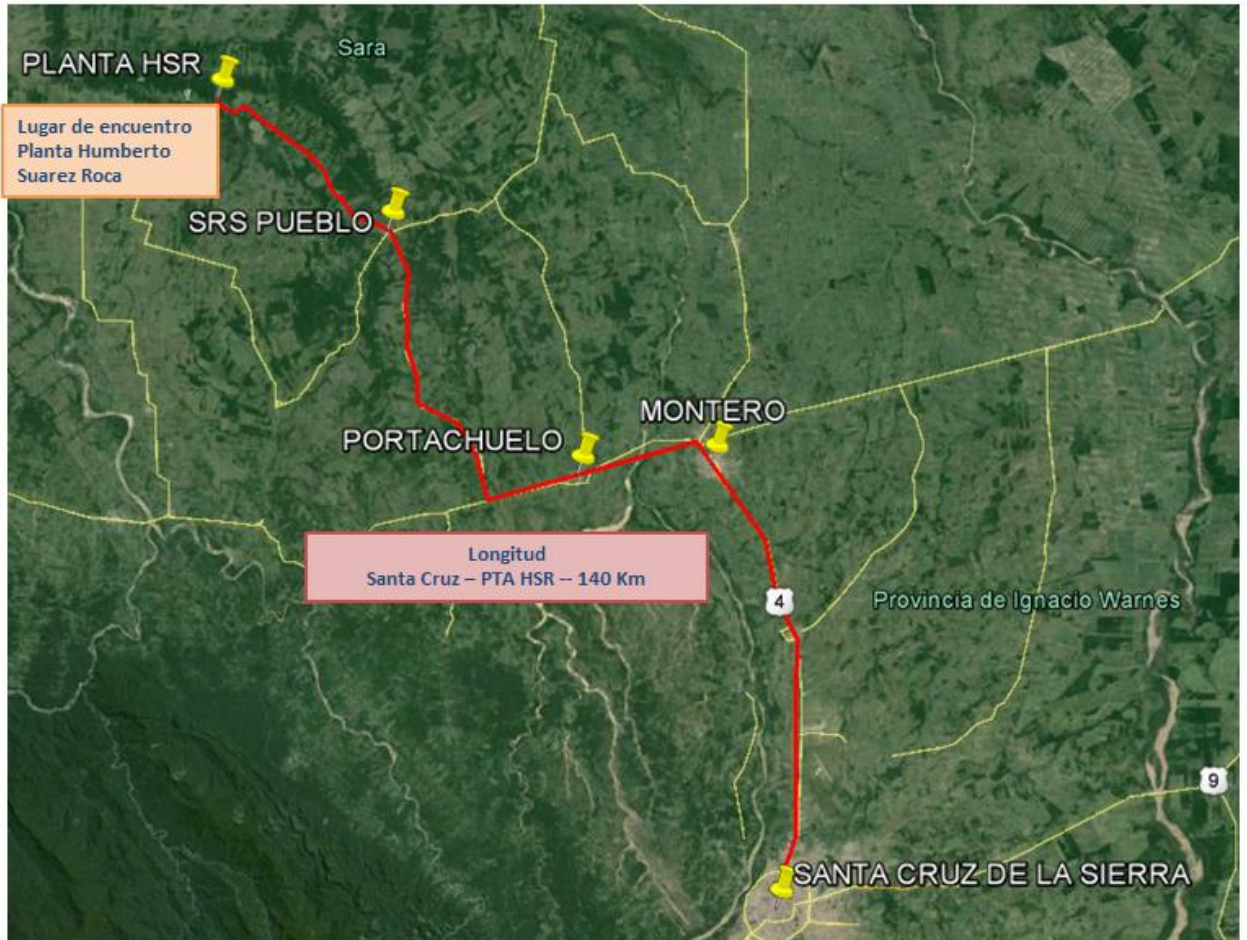 Sara
PLANTA HSR
Lugar de encuentro
Planta Humberto
Suarez Roca
SRS PUEBLO
MONTERO
PORTACHUELO
Longitud
Santa Cruz – PTA HSR -- 140 Km
4
Provincia de Ignacio Warnes
9
SANTA CRUZ DE LA SIERRA